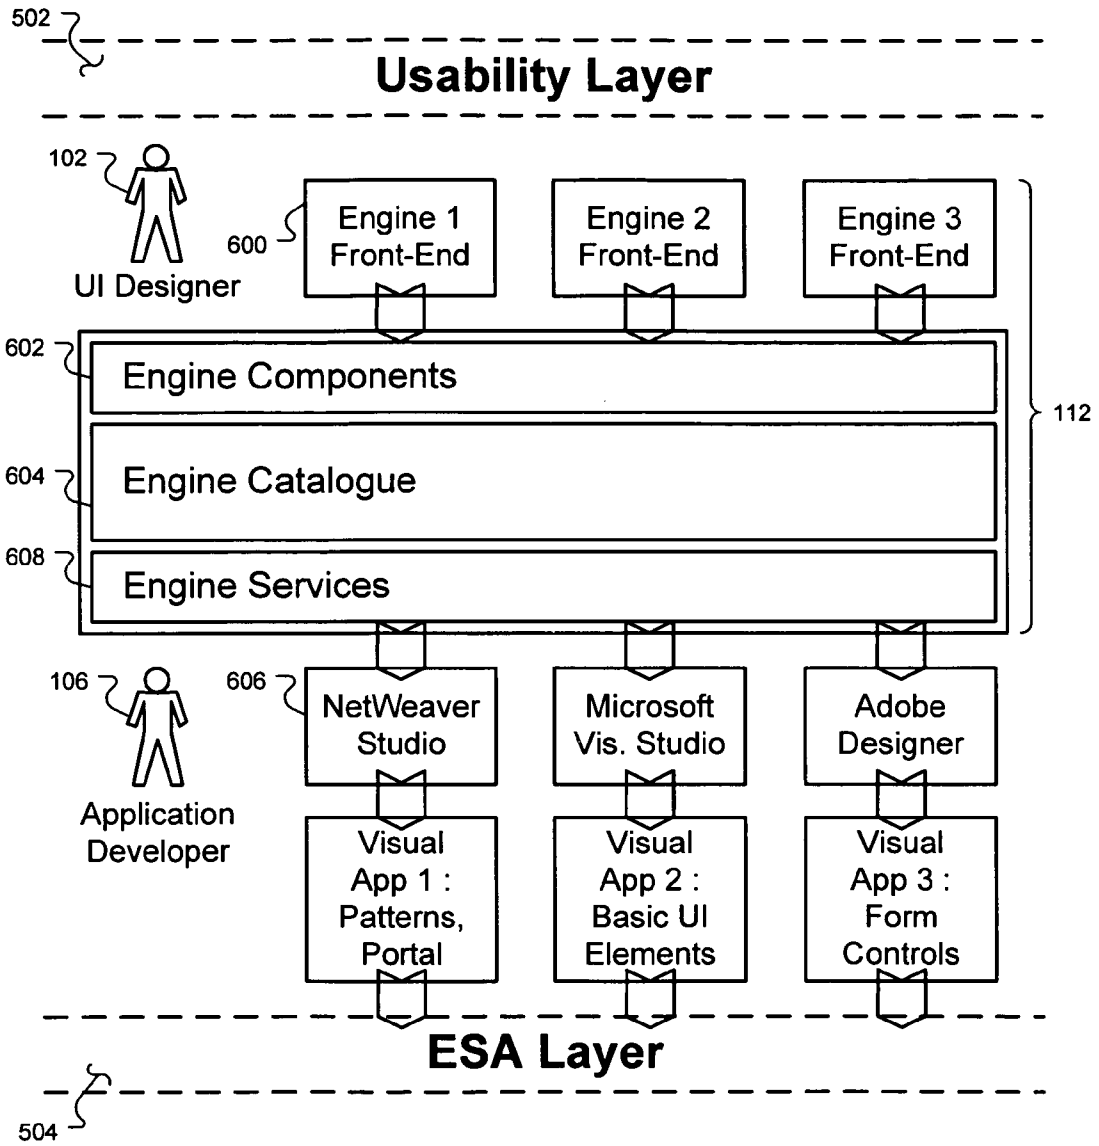 502
Usability Layer
102
UI Designer
600
Engine 1
Front-End
Engine 2
Front-End
Engine 3
Front-End
602
Engine Components
112
604
Engine Catalogue
608
Engine Services
106
Application
Developer
606
NetWeaver
Studio
Microsoft
Vis. Studio
Adobe
Designer
Visual
App 1 :
Patterns,
Portal
Visual
App 2 :
Basic UI
Elements
Visual
App 3 :
Form
Controls
ESA Layer
504